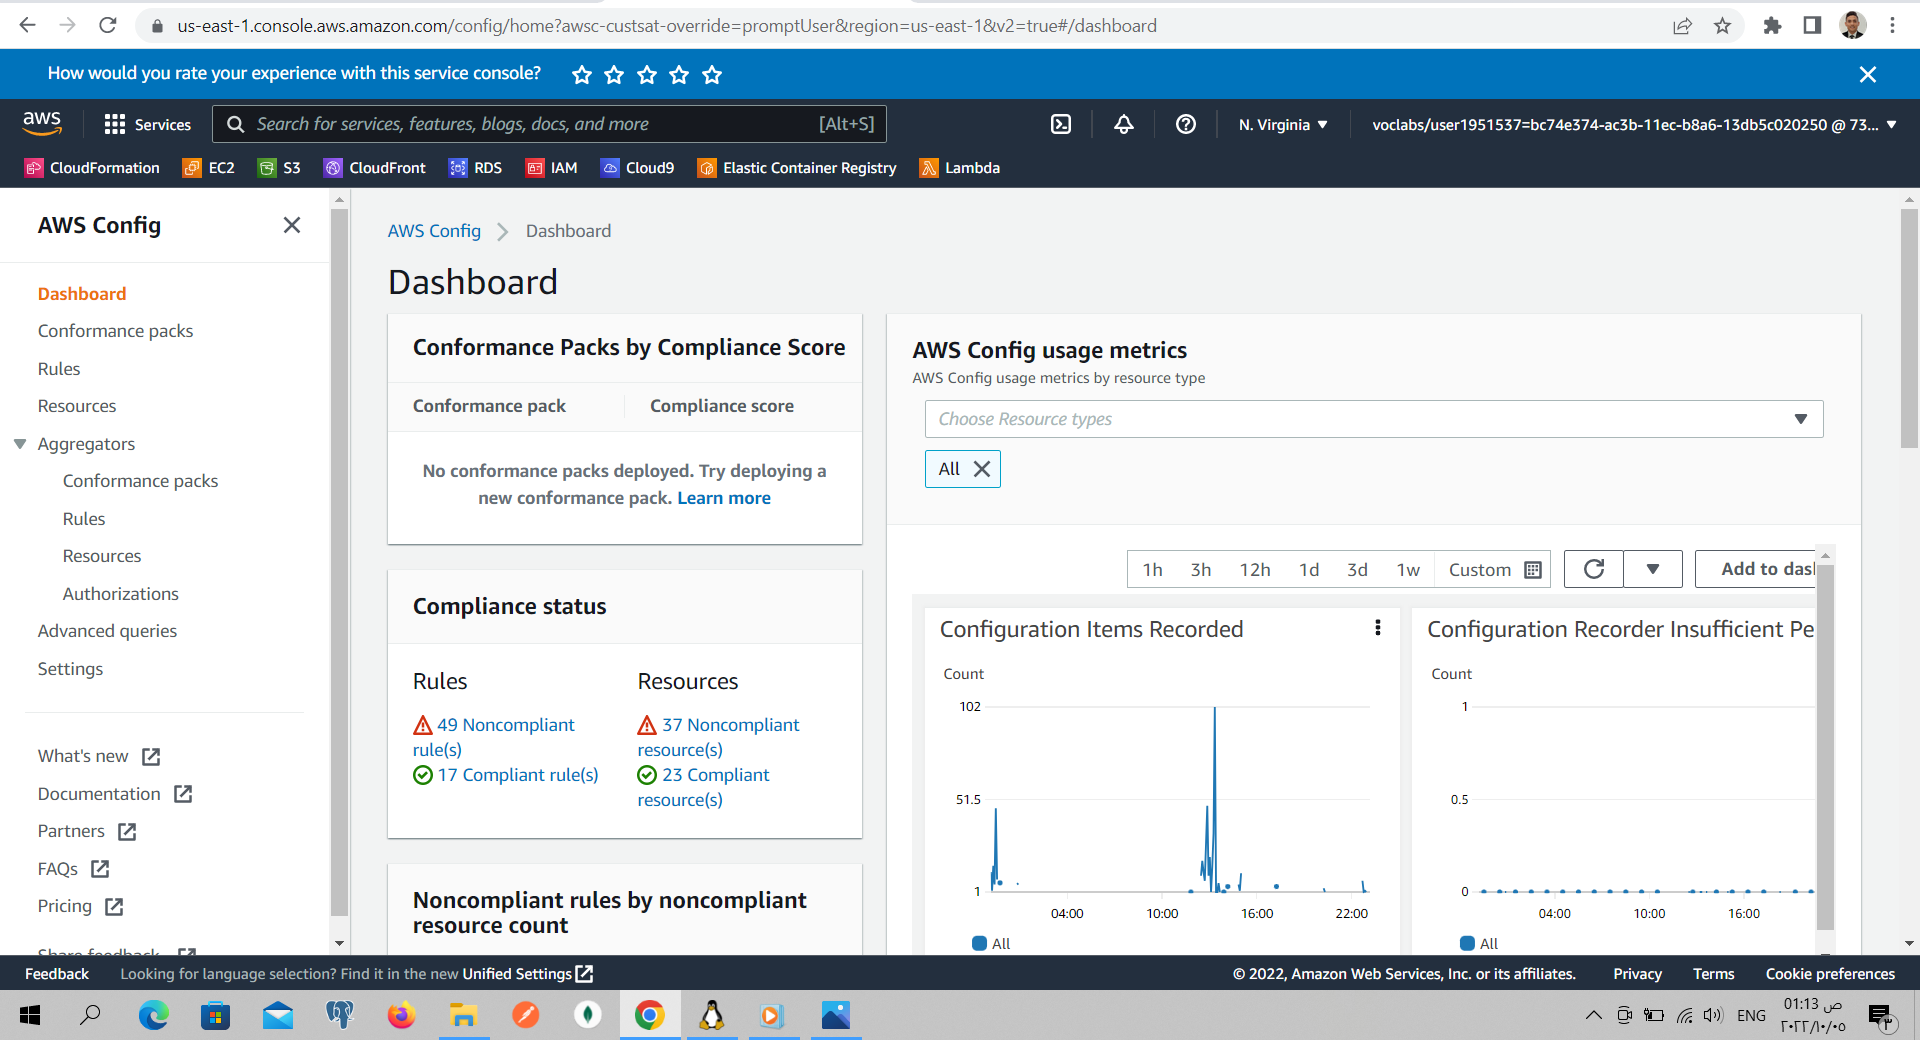 us-east-1.console.aws.amazon.com/config/home?awsc-custsat-override=promptUser&region=us-east-1&v2=true#/dashboard
How would you rate your experience with this service console?
aws
Services
Search for services, features, blogs, docs, and more
[Alt+S]
N. Virginia
voclabs/user1951537=bc74e374-ac3b-11ec-b8a6-13db5c020250 @ 73...
CloudFormation
EC2
S3
CloudFront
RDS
IAM
Cloud9
Elastic Container Registry
Lambda
AWS Config
Dashboard
Conformance packs
Rules
Resources
Aggregators
Conformance packs
Rules
Resources
Authorizations
Advanced queries
Settings
What's new
Documentation
Partners
FAQs
Pricing
Share feedback
AWS Config
Dashboard
Dashboard
Conformance Packs by Compliance Score
Conformance pack
Compliance score
No conformance packs deployed. Try deploying a
new conformance pack. Learn more
Compliance status
Rules
49 Noncompliant
rule(s)
17 Compliant rule(s)
Resources
37 Noncompliant
resource(s)
23 Compliant
resource(s)
Noncompliant rules by noncompliant
resource count
AWS Config usage metrics
AWS Config usage metrics by resource type
Choose Resource types
All
1h
3h
12h
1d
3d
1w
Custom
Add to das
Configuration Items Recorded
Count
102
51.5
1
04:00
10:00
16:00
22:00
All
Configuration Recorder Insufficient Pe
Count
1
0.5
0
04:00
10:00
16:00
All
Feedback
Looking for language selection? Find it in the new Unified Settings
© 2022, Amazon Web Services, Inc. or its affiliates.
Privacy
Terms
Cookie preferences
ENG
01:13 ص
٢٠٢٢/١٠/٠٥
٣